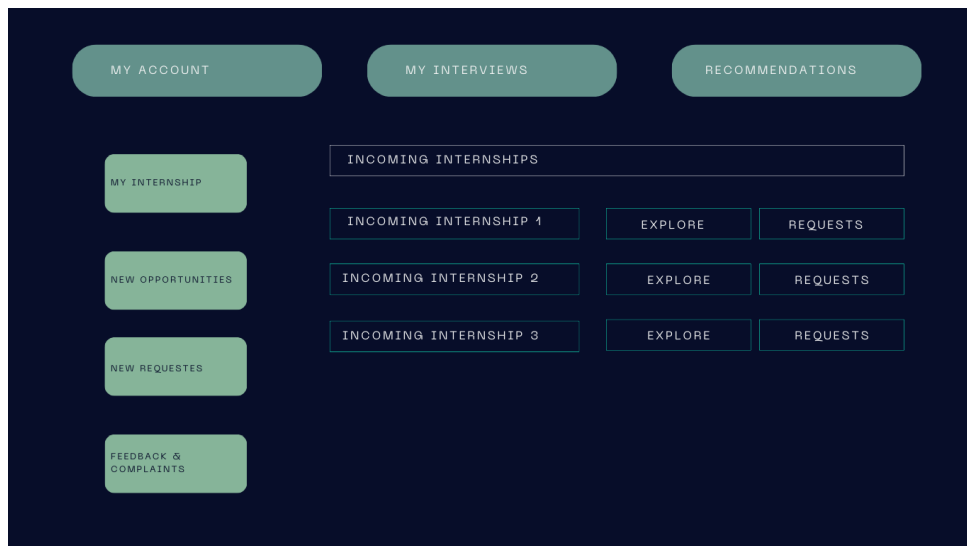 MY ACCOUNT
MY INTERVIEWS
RECOMMENDATIONS
MY INTERNSHIP
NEW OPPORTUNITIES
NEW REQUESTES
FEEDBACK &
COMPLAINTS
INCOMING INTERNSHIPS
INCOMING INTERNSHIP 1
EXPLORE
REQUESTS
INCOMING INTERNSHIP 2
EXPLORE
REQUESTS
INCOMING INTERNSHIP 3
EXPLORE
REQUESTS